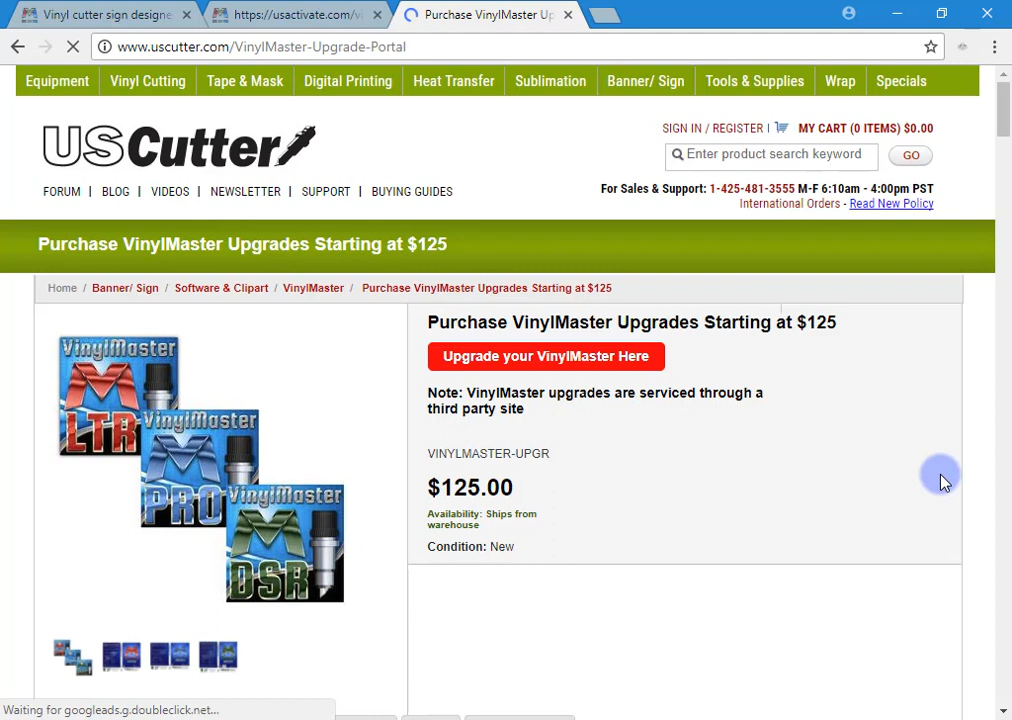 Vinyl cutter sign designe
https://usactivate.com/vi
Purchase VinylMaster Up
www.uscutter.com/VinylMaster-Upgrade-Portal
Equipment
Vinyl Cutting
Tape & Mask
Digital Printing
Heat Transfer
Sublimation
Banner/ Sign
Tools & Supplies
Wrap
Specials
USCutter
SIGN IN / REGISTER | MY CART (0 ITEMS) $0.00
Enter product search keyword
GO
FORUM | BLOG | VIDEOS | NEWSLETTER | SUPPORT | BUYING GUIDES
For Sales & Support: 1-425-481-3555 M-F 6:10am - 4:00pm PST
International Orders - Read New Policy
Purchase VinylMaster Upgrades Starting at $125
Home / Banner/ Sign / Software & Clipart / VinylMaster / Purchase VinylMaster Upgrades Starting at $125
VinylMaster
LTR
VinylMaster
PRO
VinylMaster
DSR
Purchase VinylMaster Upgrades Starting at $125
Upgrade your VinylMaster Here
Note: VinylMaster upgrades are serviced through a
third party site
VINYLMASTER-UPGR
$125.00
Availability: Ships from
warehouse
Condition: New
Waiting for googleads.g.doubleclick.net...